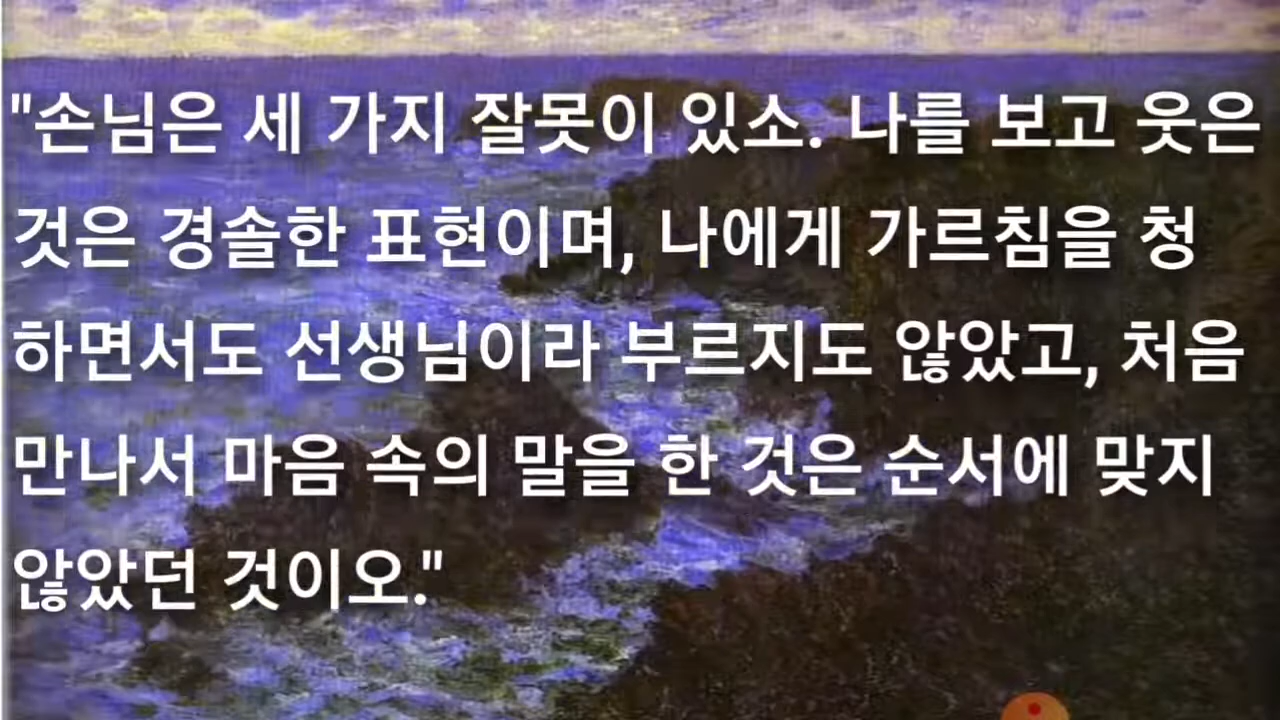 "손님은 세 가지 잘못이 있소. 나를 보고 웃은
것은 경솔한 표현이며, 나에게 가르침을 청
하면서도 선생님이라 부르지도 않았고, 처음
만나서 마음 속의 말을 한 것은 순서에 맞지
않았던 것이오."